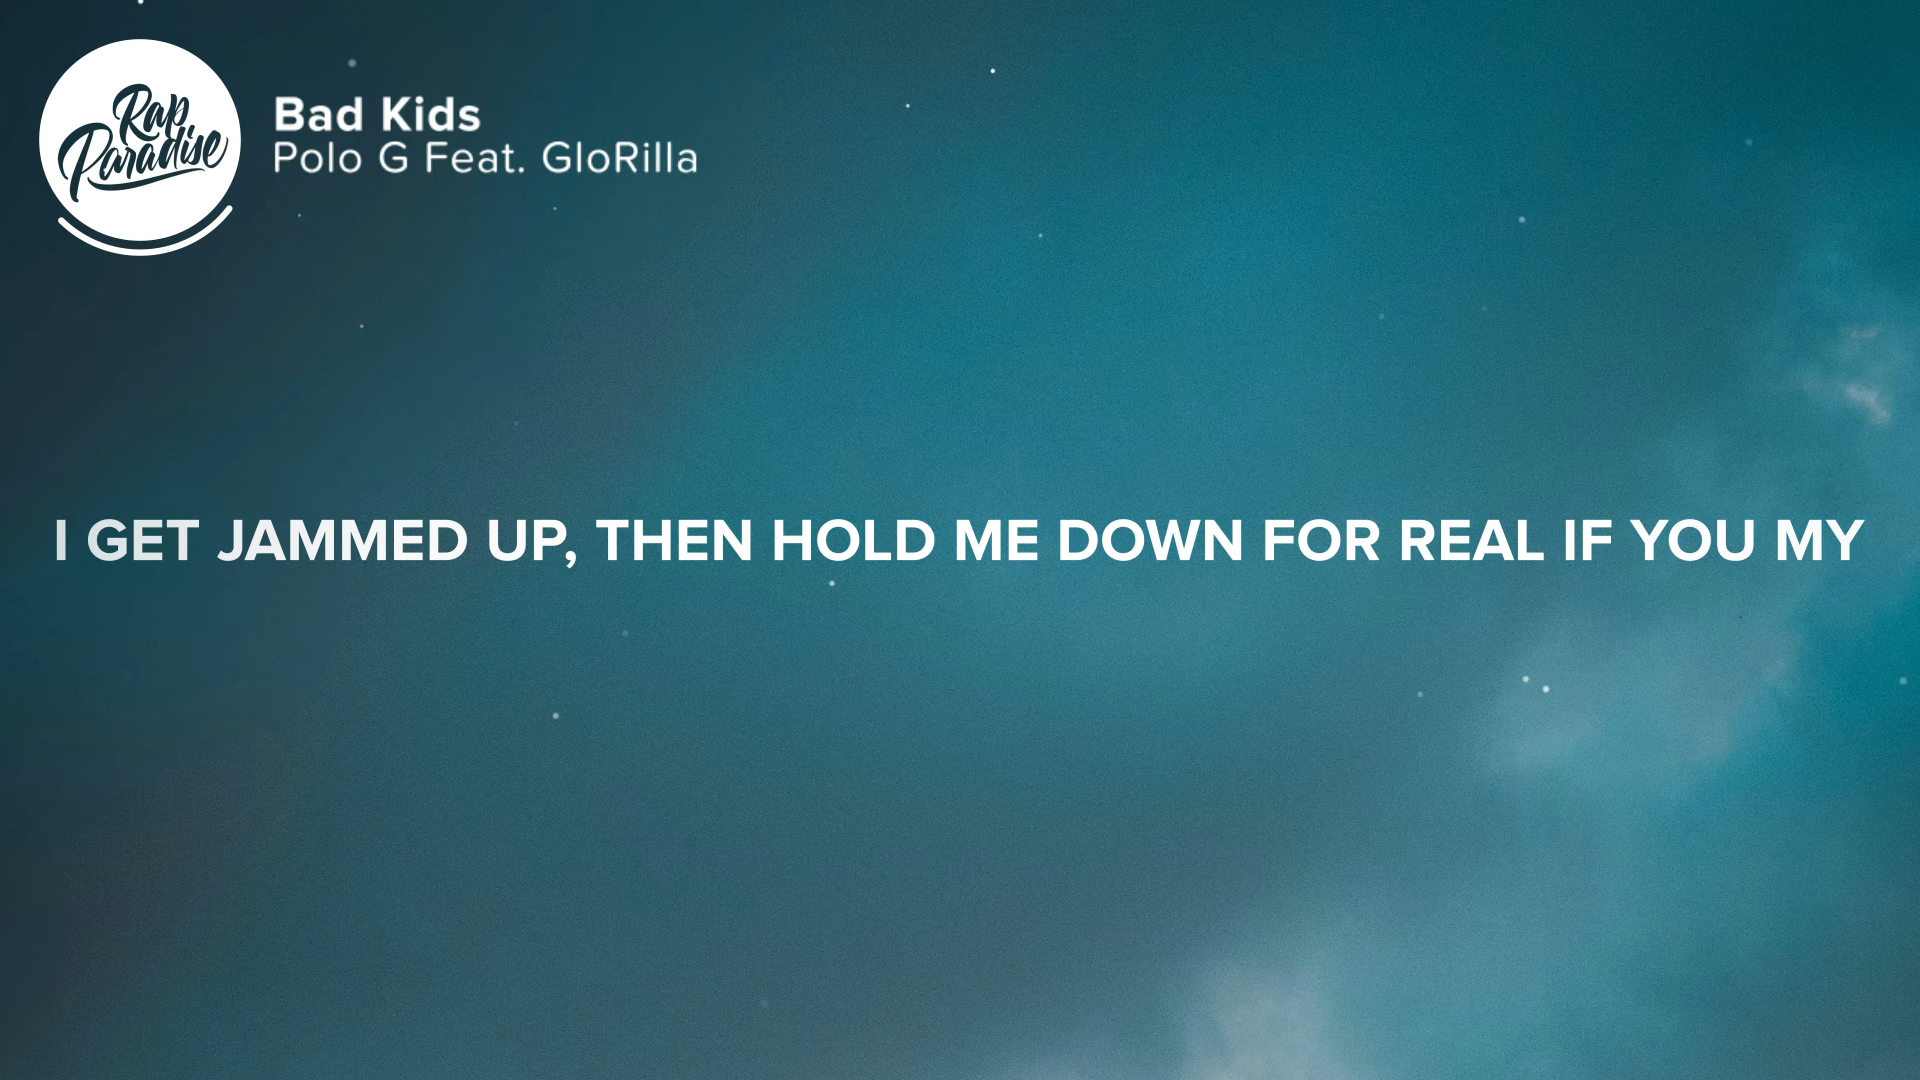 Rap
Paradise
Bad Kids
Polo G Feat. GloRilla
I GET JAMMED UP, THEN HOLD ME DOWN FOR REAL IF YOU MY